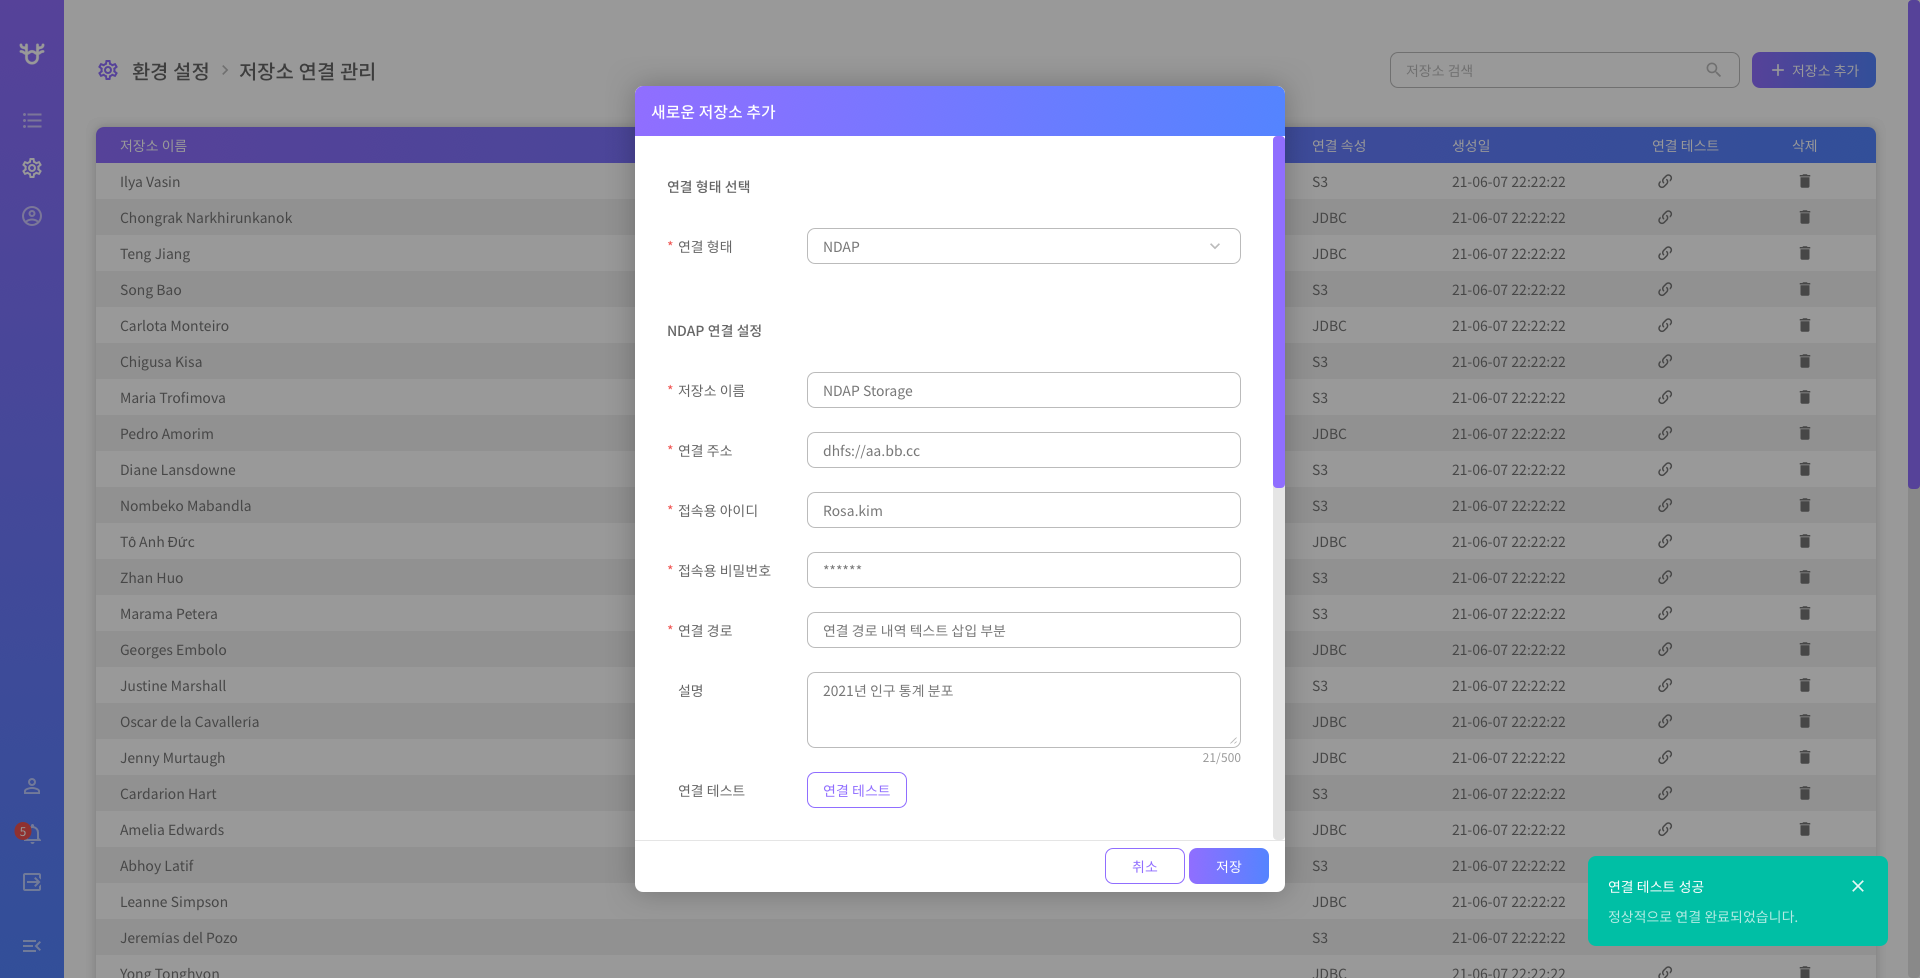 환경 설정 > 저장소 연결 관리
저장소 검색
저장소 추가
저장소 이름 연결 속성 생성일 연결 테스트 삭제
Ilya Vasin S3 21-06-07 22:22:22
Chongrak Narkhirunkanok JDBC 21-06-07 22:22:22
Teng Jiang JDBC 21-06-07 22:22:22
Song Bao S3 21-06-07 22:22:22
Carlota Monteiro JDBC 21-06-07 22:22:22
Chigusa Kisa S3 21-06-07 22:22:22
Maria Trofimova S3 21-06-07 22:22:22
Pedro Amorim JDBC 21-06-07 22:22:22
Diane Lansdowne S3 21-06-07 22:22:22
Nombeko Mabandla S3 21-06-07 22:22:22
Tô Anh Đức JDBC 21-06-07 22:22:22
Zhan Huo S3 21-06-07 22:22:22
Marama Petera S3 21-06-07 22:22:22
Georges Embolo JDBC 21-06-07 22:22:22
Justine Marshall S3 21-06-07 22:22:22
Oscar de la Cavalleria JDBC 21-06-07 22:22:22
Jenny Murtaugh JDBC 21-06-07 22:22:22
Cardarion Hart S3 21-06-07 22:22:22
Amelia Edwards JDBC 21-06-07 22:22:22
Abhoy Latif S3 21-06-07 22:22:22
Leanne Simpson JDBC 21-06-07 22:22:22
Jeremías del Pozo S3 21-06-07 22:22:22
Yong Tonghyon JDBC 21-06-07 22:22:22
5
새로운 저장소 추가
연결 형태 선택
* 연결 형태 NDAP
NDAP 연결 설정
* 저장소 이름 NDAP Storage
* 연결 주소 dhfs://aa.bb.cc
* 접속용 아이디 Rosa.kim
* 접속용 비밀번호 ******
* 연결 경로 연결 경로 내역 텍스트 삽입 부분
설명 2021년 인구 통계 분포
21/500
연결 테스트 연결 테스트
취소 저장
연결 테스트 성공
정상적으로 연결 완료되었습니다.